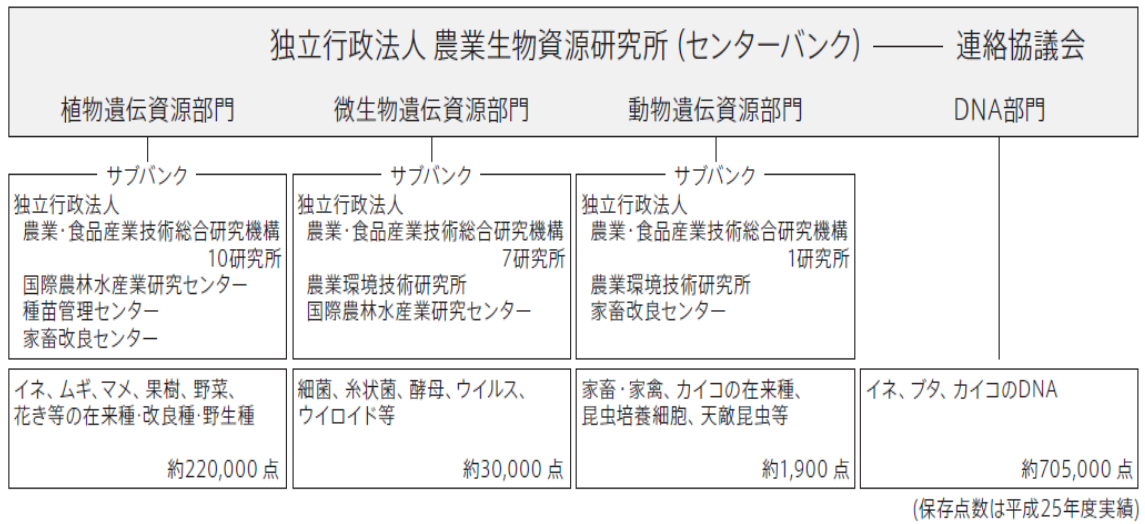 独立行政法人 農業生物資源研究所 (センターバンク) 連絡協議会
植物遺伝資源部門
微生物遺伝資源部門
動物遺伝資源部門
DNA部門
サブバンク
独立行政法人
農業・食品産業技術総合研究機構
10研究所
国際農林水産業研究センター
種苗管理センター
家畜改良センター
サブバンク
独立行政法人
農業・食品産業技術総合研究機構
7研究所
農業環境技術研究所
国際農林水産業研究センター
サブバンク
独立行政法人
農業・食品産業技術総合研究機構
1研究所
農業環境技術研究所
家畜改良センター
イネ、ムギ、マメ、果樹、野菜、
花き等の在来種・改良種・野生種
約220,000 点
細菌、糸状菌、酵母、ウイルス、
ウイロイド等
約30,000 点
家畜・家禽、カイコの在来種、
昆虫培養細胞、天敵昆虫等
約1,900 点
イネ、ブタ、カイコのDNA
約705,000 点
(保存点数は平成25年度実績)